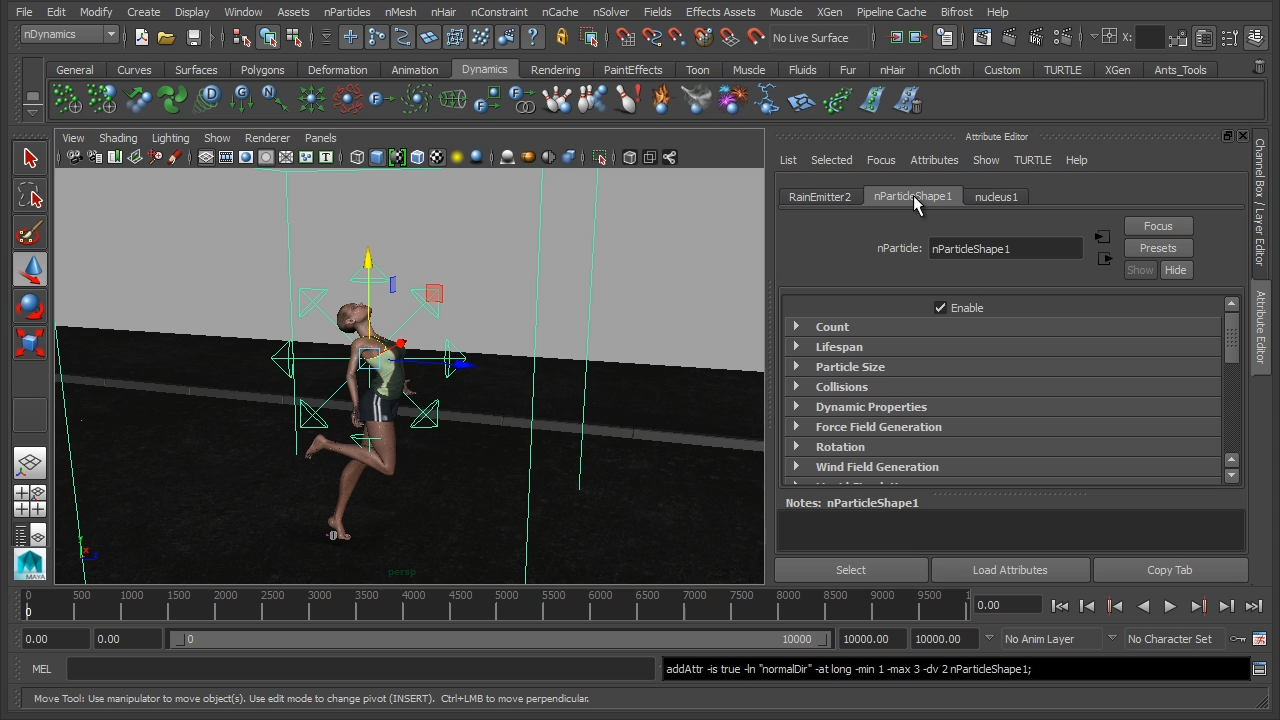 File Edit Modify Create Display Window Assets nParticles nMesh nHair nConstraint nCache nSolver Fields Effects Assets Muscle XGen Pipeline Cache Bifrost Help
nDynamics No Live Surface X:
General Curves Surfaces Polygons Deformation Animation Dynamics Rendering PaintEffects Toon Muscle Fluids Fur nHair nCloth Custom TURTLE XGen Ants_Tools
View Shading Lighting Show Renderer Panels
Attribute Editor
List Selected Focus Attributes Show TURTLE Help
RainEmitter2 nParticleShape1 nucleus1
Focus
nParticle: nParticleShape1 Presets
Show Hide
Enable
Count
Lifespan
Particle Size
Collisions
Dynamic Properties
Force Field Generation
Rotation
Wind Field Generation
Notes: nParticleShape1
Select Load Attributes Copy Tab
Channel Box / Layer Editor
Attribute Editor
persp
MAYA
0 500 1000 1500 2000 2500 3000 3500 4000 4500 5000 5500 6000 6500 7000 7500 8000 8500 9000 9500 1
0 0.00
0.00 0.00 0 10000 10000.00 10000.00 No Anim Layer No Character Set
MEL addAttr -is true -ln "normalDir" -at long -min 1 -max 3 -dv 2 nParticleShape1;
Move Tool: Use manipulator to move object(s). Use edit mode to change pivot (INSERT). Ctrl+LMB to move perpendicular.